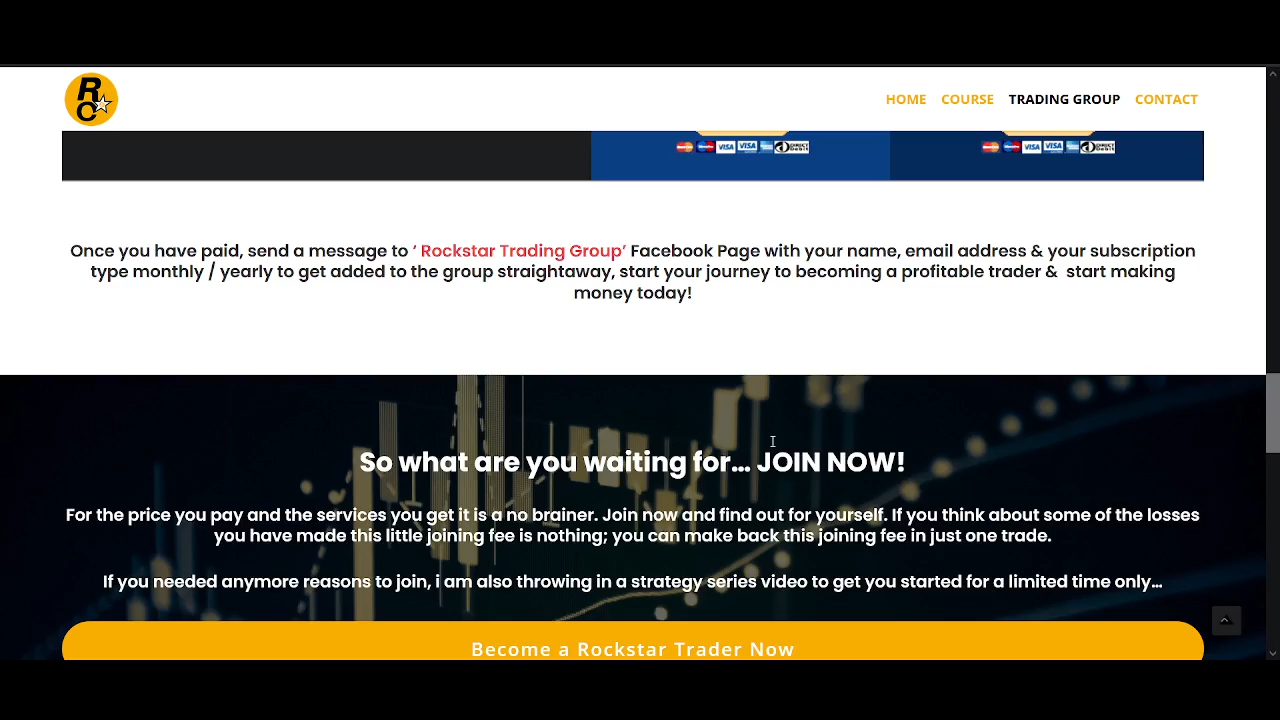 R
C
HOME COURSE TRADING GROUP CONTACT
Once you have paid, send a message to ‘ Rockstar Trading Group’ Facebook Page with your name, email address & your subscription
type monthly / yearly to get added to the group straightaway, start your journey to becoming a profitable trader & start making
money today!
So what are you waiting for... JOIN NOW!
For the price you pay and the services you get it is a no brainer. Join now and find out for yourself. If you think about some of the losses
you have made this little joining fee is nothing; you can make back this joining fee in just one trade.
If you needed anymore reasons to join, i am also throwing in a strategy series video to get you started for a limited time only...
Become a Rockstar Trader Now